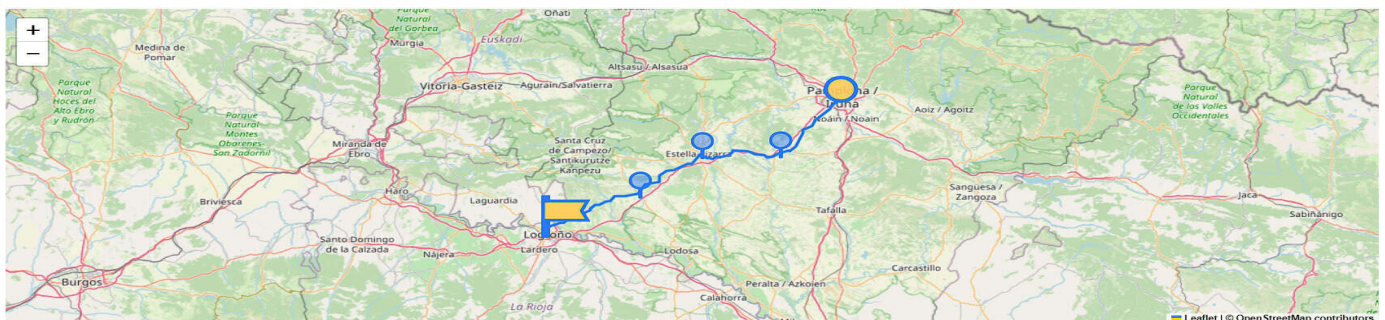 +
−
Parque
Natural
del Gorbea
Oñati
Murgia
Euskadi
Medina de
Pomar
Altsasu / Alsasua
Vitoria-Gasteiz
Agurain/Salvatierra
Parque
Natural
Hoces del
Alto Ebro
y Rudrón
Parque
Natural
de los Valles
Occidentales
Iruña
Aoiz / Agoitz
Noáin / Noain
Parque
Natural
Montes
Obarenes-
San Zadornil
Miranda de
Ebro
Santa Cruz
de Campezo/
Santikurutze
Kanpezu
Haro
Briviesca
Laguardia
Sangüesa /
Zangoza
Jaca
Tafalla
Sabiñánigo
Lardero
Santo Domingo
de la Calzada
Nájera
Lodosa
Carcastillo
Burgos
Peralta / Azkoien
Calahorra
La Rioja
Leaflet | © OpenStreetMap contributors